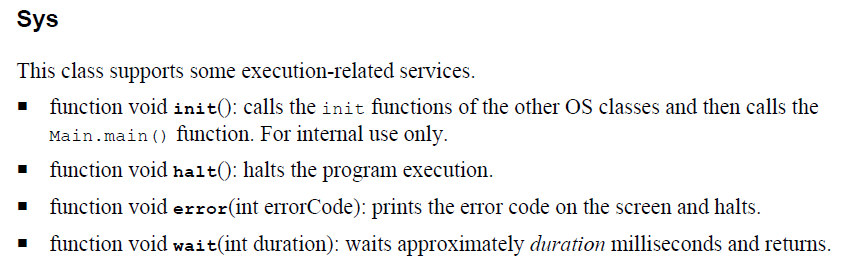 Sys
This class supports some execution-related services.
▪ function void init(): calls the init functions of the other OS classes and then calls the
Main.main() function. For internal use only.
▪ function void halt(): halts the program execution.
▪ function void error(int errorCode): prints the error code on the screen and halts.
▪ function void wait(int duration): waits approximately duration milliseconds and returns.